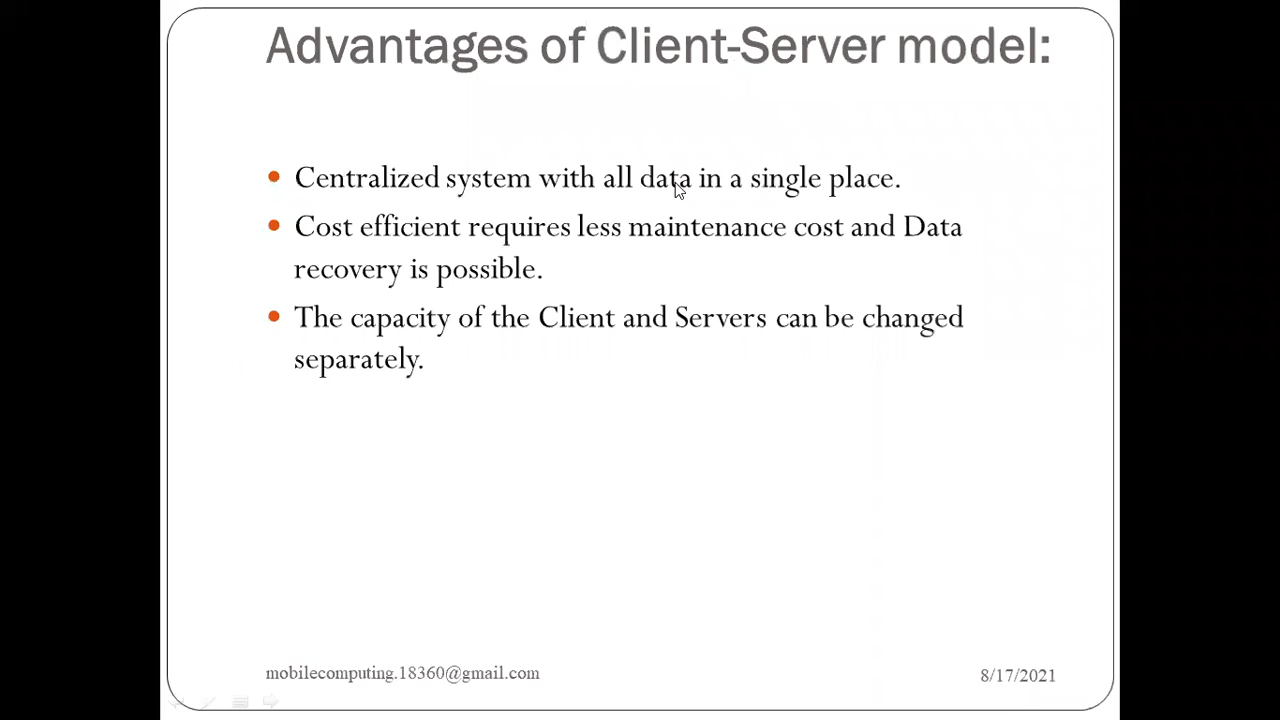 Advantages of Client-Server model:
Centralized system with all data in a single place.
Cost efficient requires less maintenance cost and Data
recovery is possible.
The capacity of the Client and Servers can be changed
separately.
mobilecomputing.18360@gmail.com
8/17/2021